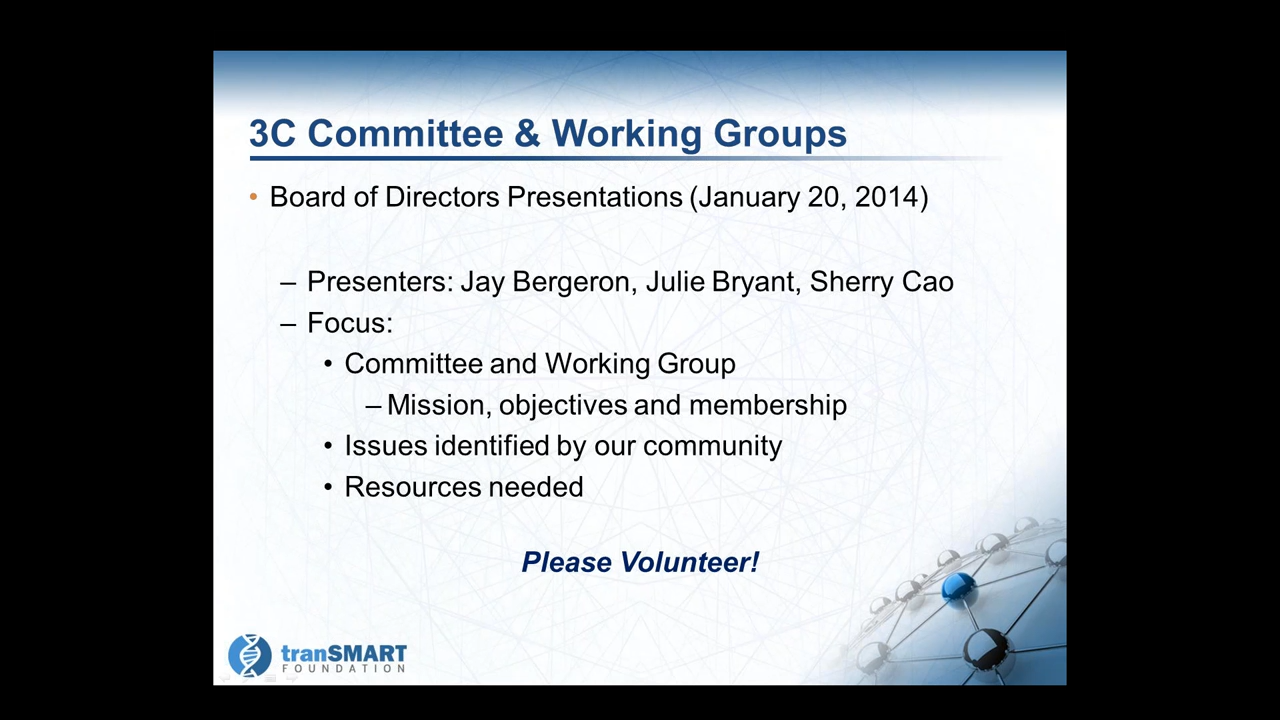 3C Committee & Working Groups
• Board of Directors Presentations (January 20, 2014)
– Presenters: Jay Bergeron, Julie Bryant, Sherry Cao
– Focus:
• Committee and Working Group
– Mission, objectives and membership
• Issues identified by our community
• Resources needed
Please Volunteer!
tranSMART
FOUNDATION